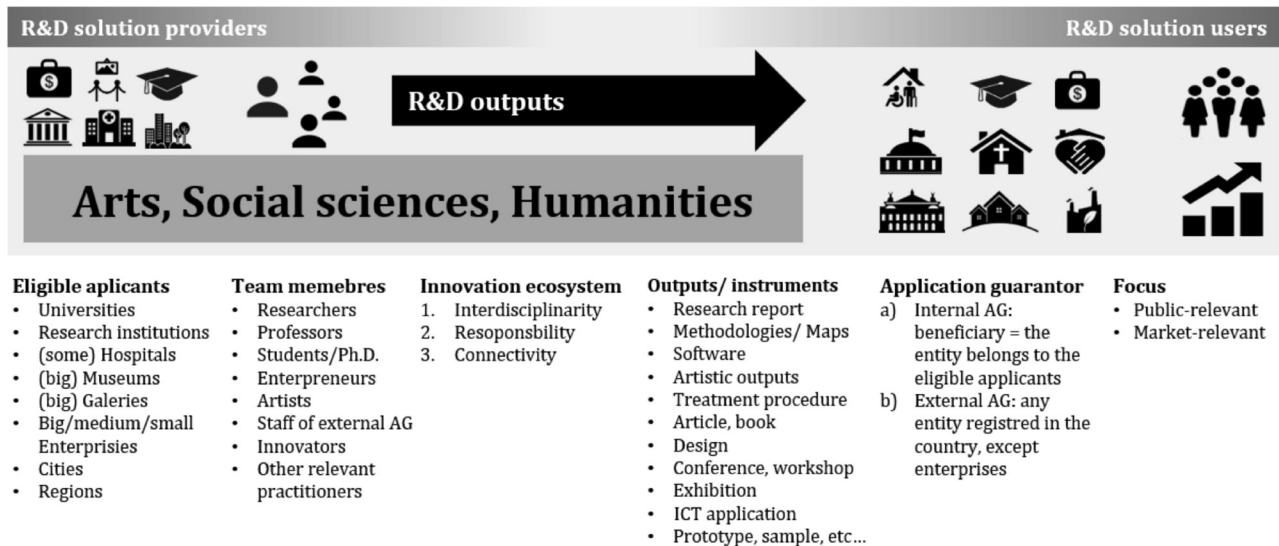 R&D solution providers
R&D solution users
R&D outputs
Arts, Social sciences, Humanities
Eligible aplicants
• Universities
• Research institutions
• (some) Hospitals
• (big) Museums
• (big) Galeries
• Big/medium/small
Enterprisies
• Cities
• Regions
Team memebres
• Researchers
• Professors
• Students/Ph.D.
• Enterpreneurs
• Artists
• Staff of external AG
• Innovators
• Other relevant
practitioners
Innovation ecosystem
1. Interdisciplinarity
2. Resoponsbility
3. Connectivity
Outputs/ instruments
• Research report
• Methodologies/ Maps
• Software
• Artistic outputs
• Treatment procedure
• Article, book
• Design
• Conference, workshop
• Exhibition
• ICT application
• Prototype, sample, etc...
Application guarantor
a) Internal AG:
beneficiary = the
entity belongs to the
eligible applicants
b) External AG: any
entity registred in the
country, except
enterprises
Focus
• Public-relevant
• Market-relevant